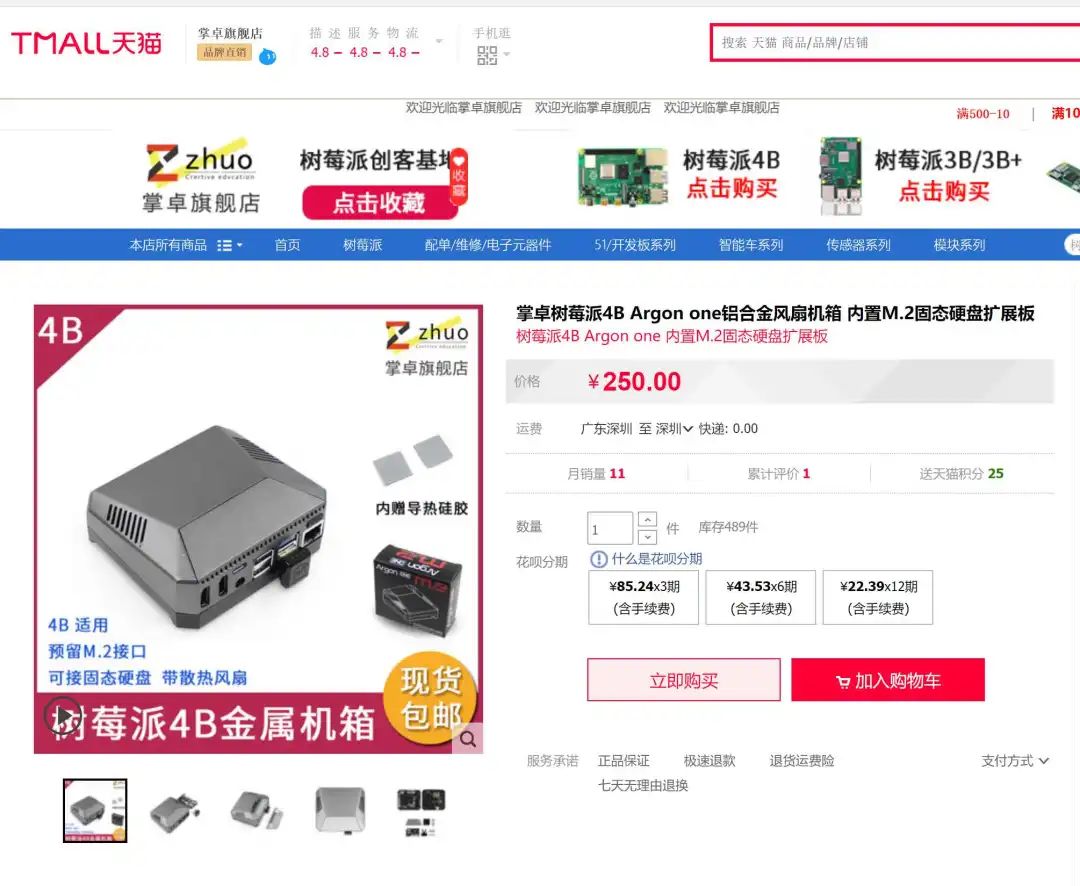 TMALL天猫
掌卓旗舰店
品牌直销
描 述 服 务 物 流
4.8 – 4.8 – 4.8 –
手机逛
搜索 天猫 商品/品牌/店铺
欢迎光临掌卓旗舰店 欢迎光临掌卓旗舰店 欢迎光临掌卓旗舰店
满500-10 | 满10
zhuo
Crertive education
掌卓旗舰店
树莓派创客基地
点击收藏
收藏
树莓派4B
点击购买
树莓派3B/3B+
点击购买
本店所有商品 首页 树莓派 配单/维修/电子元器件 51/开发板系列 智能车系列 传感器系列 模块系列
4B
zhuo
Crertive education
掌卓旗舰店
内赠导热硅胶
Argon ONE
M.2
4B 适用
预留M.2接口
可接固态硬盘 带散热风扇
现货
包邮
树莓派4B金属机箱
掌卓树莓派4B Argon one铝合金风扇机箱 内置M.2固态硬盘扩展板
树莓派4B Argon one 内置M.2固态硬盘扩展板
价格 ¥250.00
运费 广东深圳 至 深圳 快递: 0.00
月销量 11 累计评价 1 送天猫积分 25
数量 1 件 库存489件
花呗分期 什么是花呗分期
¥85.24x3期 ¥43.53x6期 ¥22.39x12期
(含手续费) (含手续费) (含手续费)
立即购买 加入购物车
服务承诺 正品保证 极速退款 退货运费险 支付方式
七天无理由退换